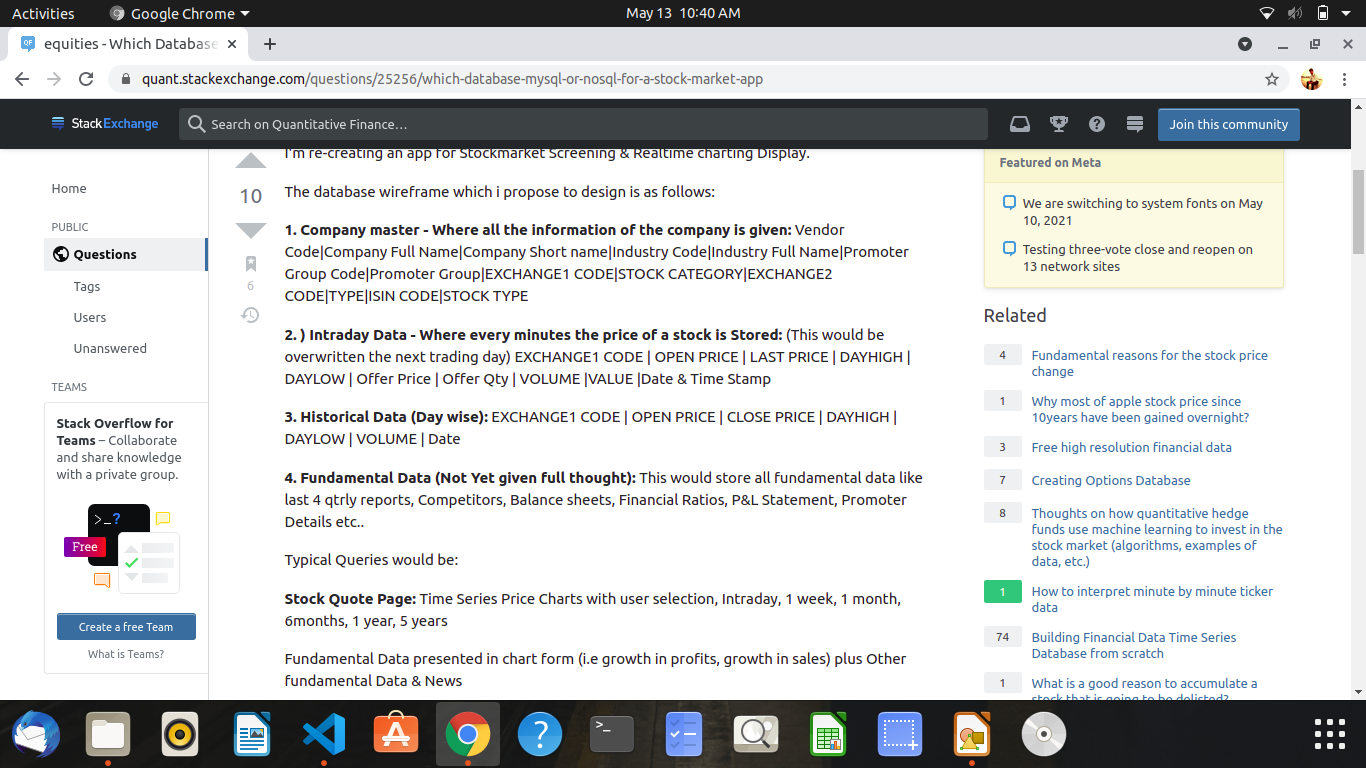 Activities
Google Chrome
May 13 10:40 AM
equities - Which Database
quant.stackexchange.com/questions/25256/which-database-mysql-or-nosql-for-a-stock-market-app
StackExchange
Search on Quantitative Finance…
Join this community
Home
PUBLIC
Questions
Tags
Users
Unanswered
TEAMS
Stack Overflow for
Teams – Collaborate
and share knowledge
with a private group.
>_?
Free
Create a free Team
What is Teams?
10
6
I'm re-creating an app for Stockmarket Screening & Realtime charting Display.
The database wireframe which i propose to design is as follows:
1. Company master - Where all the information of the company is given: Vendor
Code|Company Full Name|Company Short name|Industry Code|Industry Full Name|Promoter
Group Code|Promoter Group|EXCHANGE1 CODE|STOCK CATEGORY|EXCHANGE2
CODE|TYPE|ISIN CODE|STOCK TYPE
2. ) Intraday Data - Where every minutes the price of a stock is Stored: (This would be
overwritten the next trading day) EXCHANGE1 CODE | OPEN PRICE | LAST PRICE | DAYHIGH |
DAYLOW | Offer Price | Offer Qty | VOLUME |VALUE |Date & Time Stamp
3. Historical Data (Day wise): EXCHANGE1 CODE | OPEN PRICE | CLOSE PRICE | DAYHIGH |
DAYLOW | VOLUME | Date
4. Fundamental Data (Not Yet given full thought): This would store all fundamental data like
last 4 qtrly reports, Competitors, Balance sheets, Financial Ratios, P&L Statement, Promoter
Details etc..
Typical Queries would be:
Stock Quote Page: Time Series Price Charts with user selection, Intraday, 1 week, 1 month,
6months, 1 year, 5 years
Fundamental Data presented in chart form (i.e growth in profits, growth in sales) plus Other
fundamental Data & News
Featured on Meta
We are switching to system fonts on May
10, 2021
Testing three-vote close and reopen on
13 network sites
Related
4 Fundamental reasons for the stock price
change
1 Why most of apple stock price since
10years have been gained overnight?
3 Free high resolution financial data
7 Creating Options Database
8 Thoughts on how quantitative hedge
funds use machine learning to invest in the
stock market (algorithms, examples of
data, etc.)
1 How to interpret minute by minute ticker
data
74 Building Financial Data Time Series
Database from scratch
1 What is a good reason to accumulate a
stock that is going to be delisted?